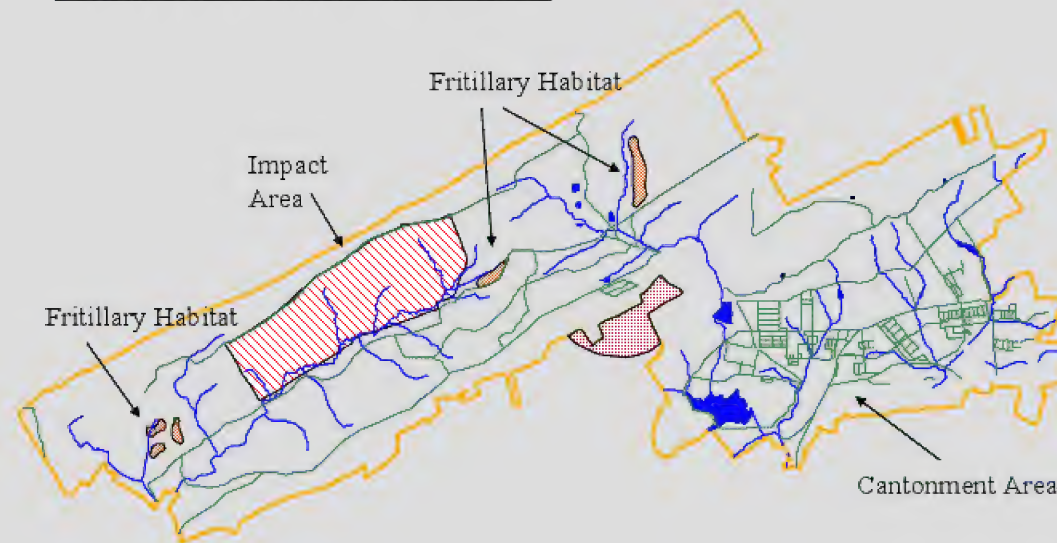 Fritillary Habitat
Impact
Area
Fritillary Habitat
Cantonment Area